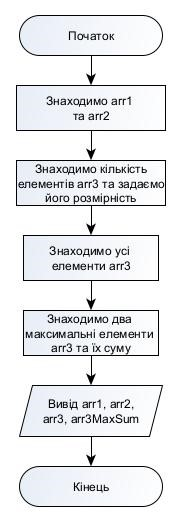 Початок
Знаходимо arr1
та arr2
Знаходимо кількість
елементів arr3 та задаємо
його розмірність
Знаходимо усі
елементи arr3
Знаходимо два
максимальні елементи
arr3 та їх суму
Вивід arr1, arr2,
arr3, arr3MaxSum
Кінець